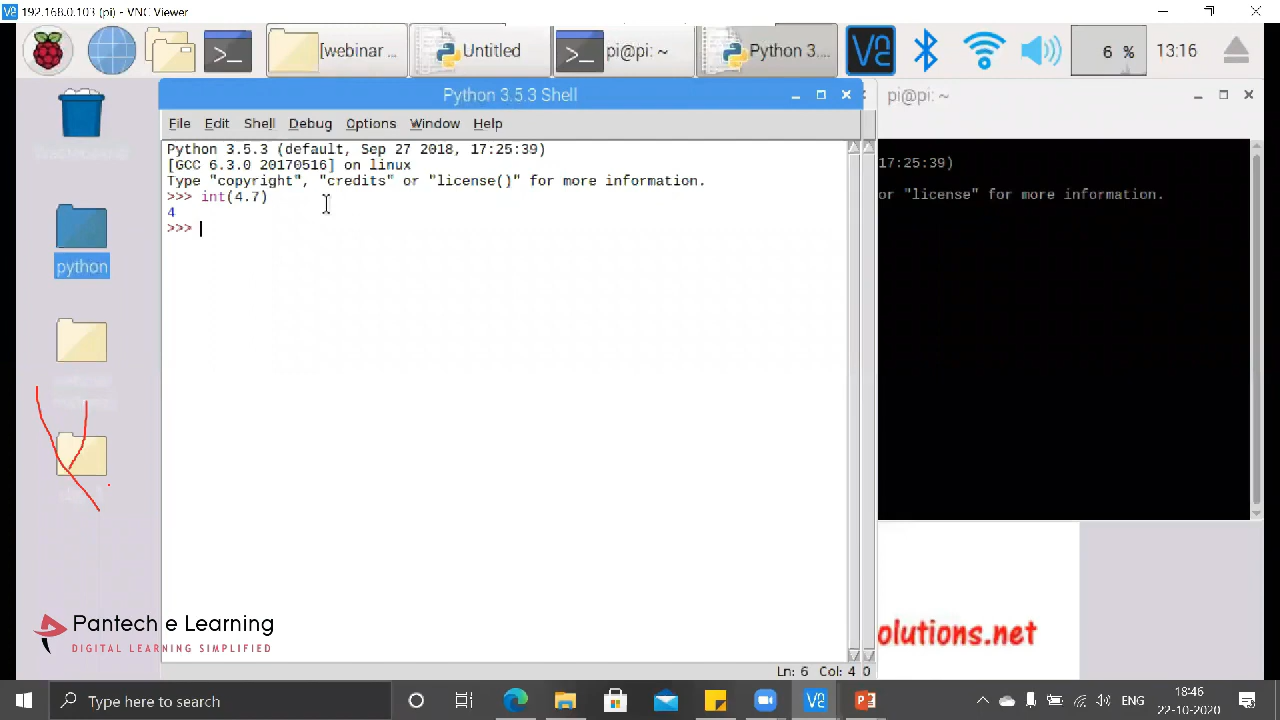 192.168.0.103 (pi) - VNC Viewer
[webinar ...
Untitled
pi@pi: ~
Python 3....
6 %
13:16
Python 3.5.3 Shell
pi@pi: ~
File Edit Shell Debug Options Window Help
Python 3.5.3 (default, Sep 27 2018, 17:25:39)
[GCC 6.3.0 20170516] on linux
Type "copyright", "credits" or "license()" for more information.
>>> int(4.7)
4
>>>
17:25:39)
or "license" for more information.
python
Pantech e Learning
DIGITAL LEARNING SIMPLIFIED
olutions.net
Ln: 6 Col: 4 0
Type here to search
ENG
18:46
22-10-2020